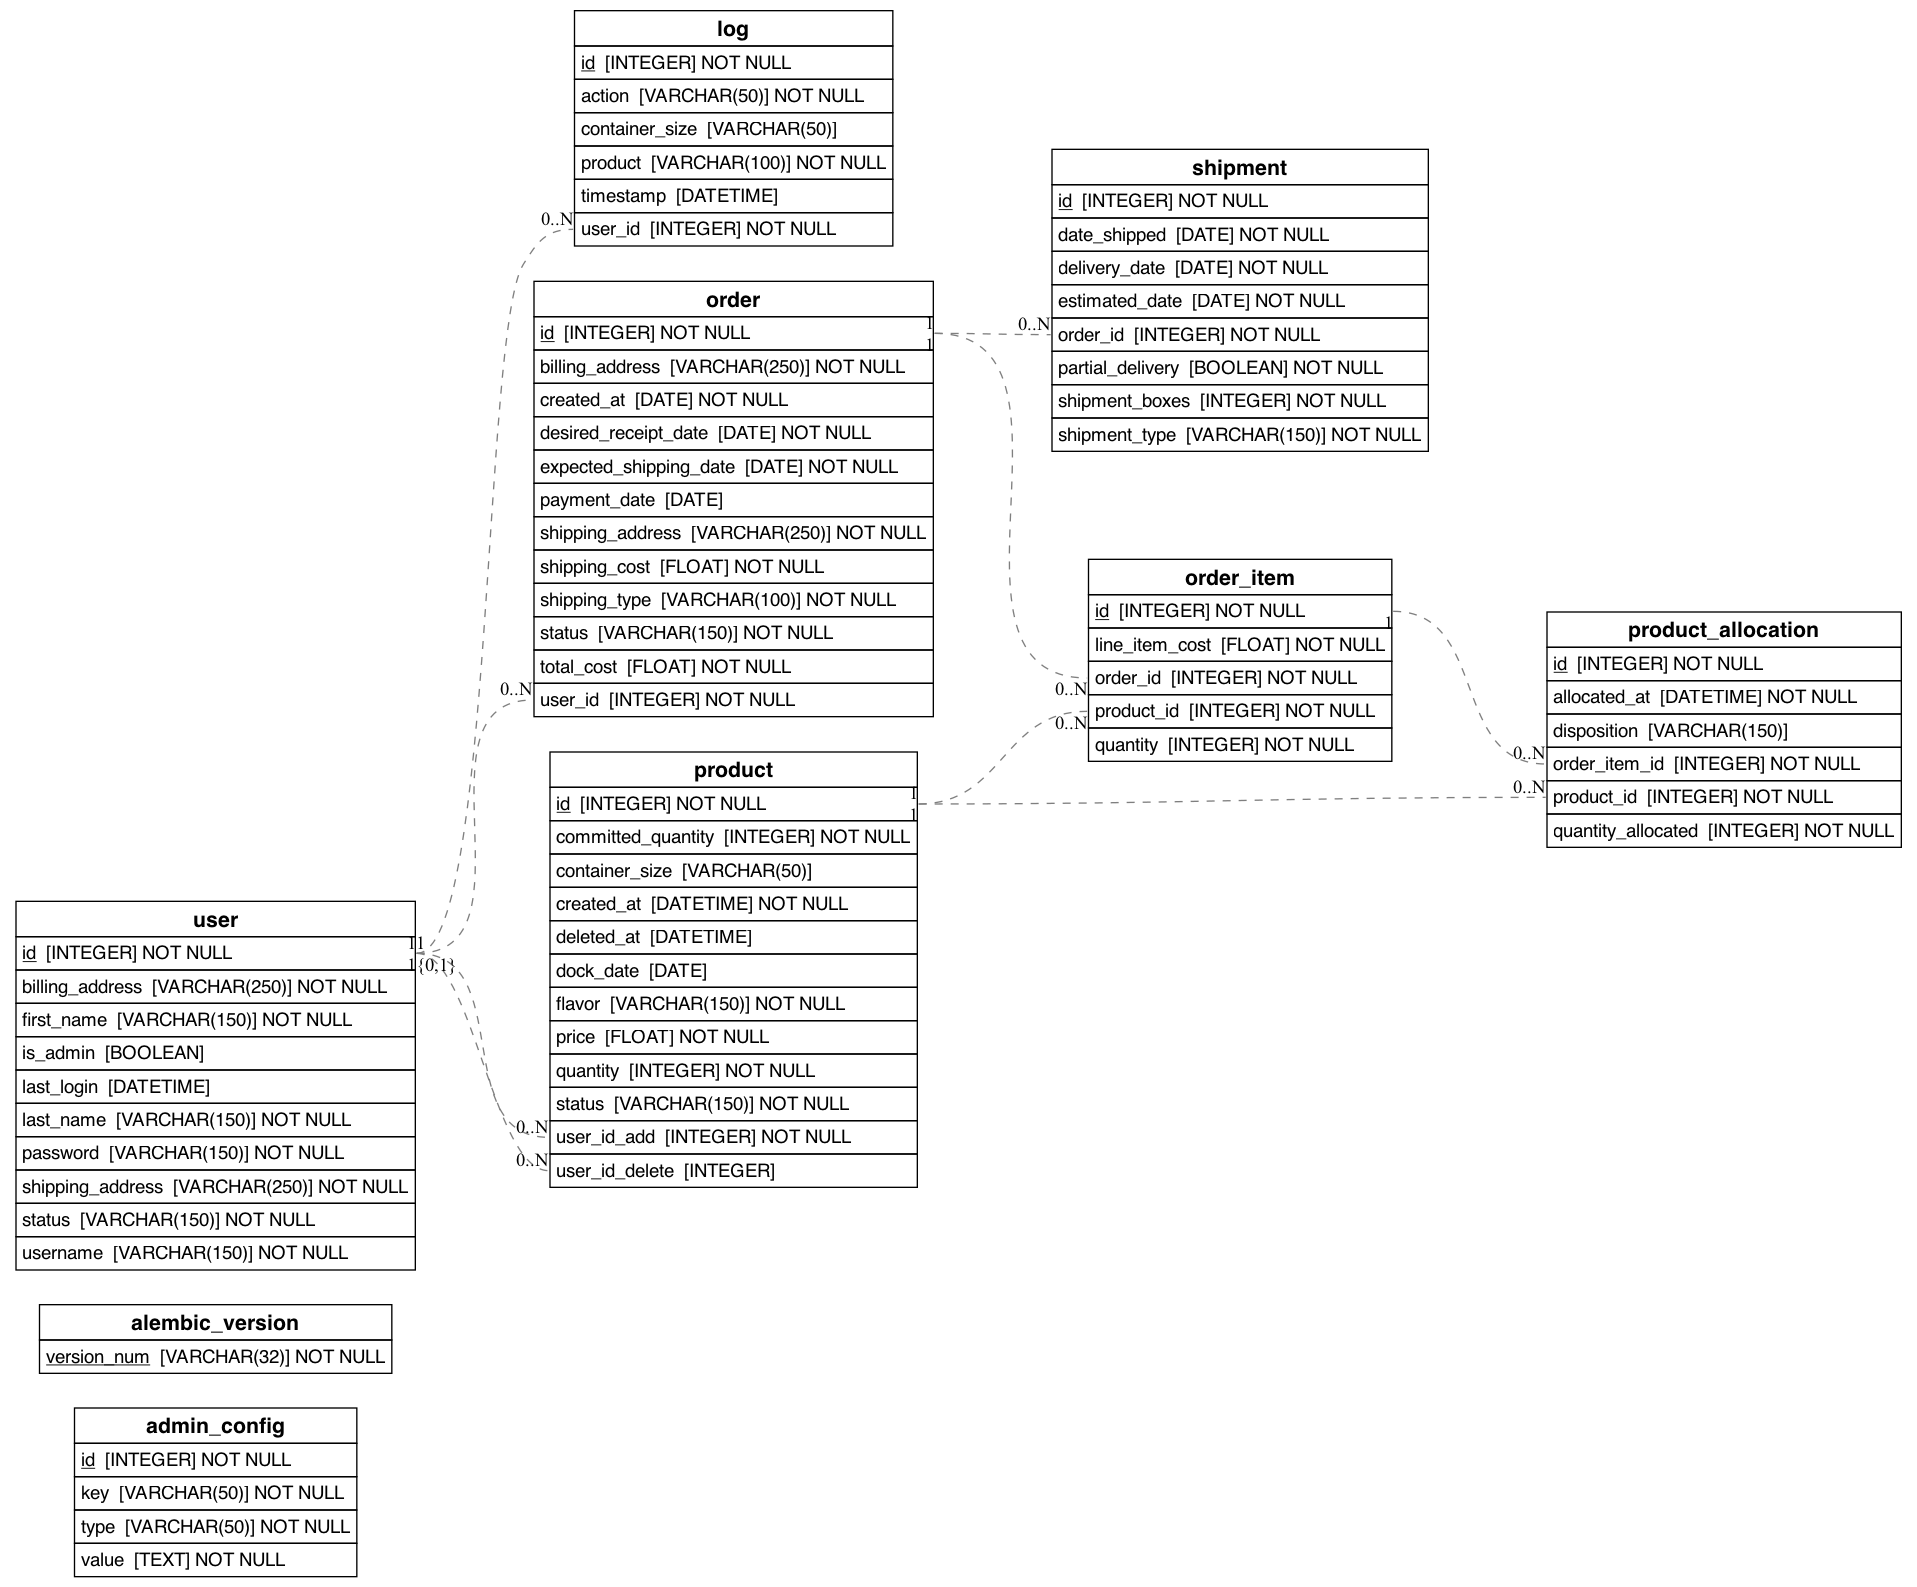 log
id [INTEGER] NOT NULL
action [VARCHAR(50)] NOT NULL
container_size [VARCHAR(50)]
product [VARCHAR(100)] NOT NULL
timestamp [DATETIME]
0..N
user_id [INTEGER] NOT NULL
shipment
id [INTEGER] NOT NULL
date_shipped [DATE] NOT NULL
delivery_date [DATE] NOT NULL
estimated_date [DATE] NOT NULL
0..N
order_id [INTEGER] NOT NULL
partial_delivery [BOOLEAN] NOT NULL
shipment_boxes [INTEGER] NOT NULL
shipment_type [VARCHAR(150)] NOT NULL
order
id [INTEGER] NOT NULL
1
1
billing_address [VARCHAR(250)] NOT NULL
created_at [DATE] NOT NULL
desired_receipt_date [DATE] NOT NULL
expected_shipping_date [DATE] NOT NULL
payment_date [DATE]
shipping_address [VARCHAR(250)] NOT NULL
shipping_cost [FLOAT] NOT NULL
shipping_type [VARCHAR(100)] NOT NULL
status [VARCHAR(150)] NOT NULL
total_cost [FLOAT] NOT NULL
0..N
user_id [INTEGER] NOT NULL
order_item
id [INTEGER] NOT NULL
1
line_item_cost [FLOAT] NOT NULL
order_id [INTEGER] NOT NULL
0..N
product_id [INTEGER] NOT NULL
0..N
quantity [INTEGER] NOT NULL
product_allocation
id [INTEGER] NOT NULL
allocated_at [DATETIME] NOT NULL
disposition [VARCHAR(150)]
0..N
order_item_id [INTEGER] NOT NULL
0..N
product_id [INTEGER] NOT NULL
quantity_allocated [INTEGER] NOT NULL
product
id [INTEGER] NOT NULL
1
1
committed_quantity [INTEGER] NOT NULL
container_size [VARCHAR(50)]
created_at [DATETIME] NOT NULL
deleted_at [DATETIME]
dock_date [DATE]
flavor [VARCHAR(150)] NOT NULL
price [FLOAT] NOT NULL
quantity [INTEGER] NOT NULL
status [VARCHAR(150)] NOT NULL
0..N
user_id_add [INTEGER] NOT NULL
0..N
user_id_delete [INTEGER]
user
id [INTEGER] NOT NULL
11
1{0,1}
billing_address [VARCHAR(250)] NOT NULL
first_name [VARCHAR(150)] NOT NULL
is_admin [BOOLEAN]
last_login [DATETIME]
last_name [VARCHAR(150)] NOT NULL
password [VARCHAR(150)] NOT NULL
shipping_address [VARCHAR(250)] NOT NULL
status [VARCHAR(150)] NOT NULL
username [VARCHAR(150)] NOT NULL
alembic_version
version_num [VARCHAR(32)] NOT NULL
admin_config
id [INTEGER] NOT NULL
key [VARCHAR(50)] NOT NULL
type [VARCHAR(50)] NOT NULL
value [TEXT] NOT NULL